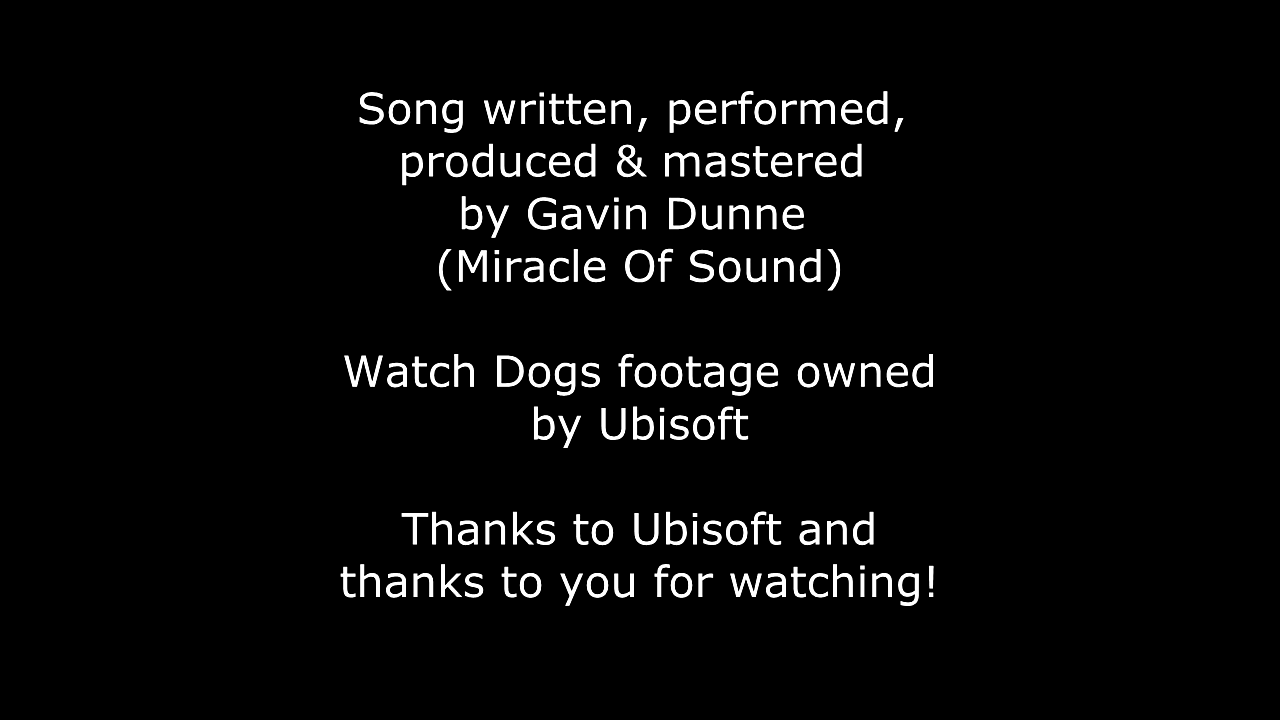 Song written, performed,
produced & mastered
by Gavin Dunne
(Miracle Of Sound)
Watch Dogs footage owned
by Ubisoft
Thanks to Ubisoft and
thanks to you for watching!